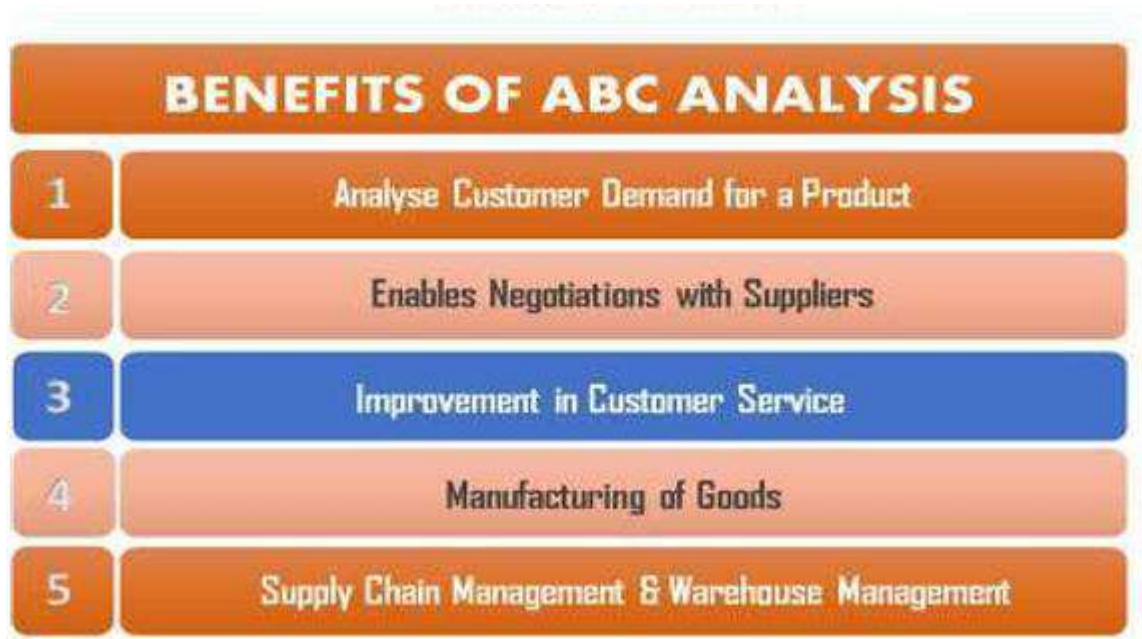 BENEFITS OF ABC ANALYSIS
1 Analyse Customer Demand for a Product
2 Enables Negotiations with Suppliers
3 Improvement in Customer Service
4 Manufacturing of Goods
5 Supply Chain Management & Warehouse Management